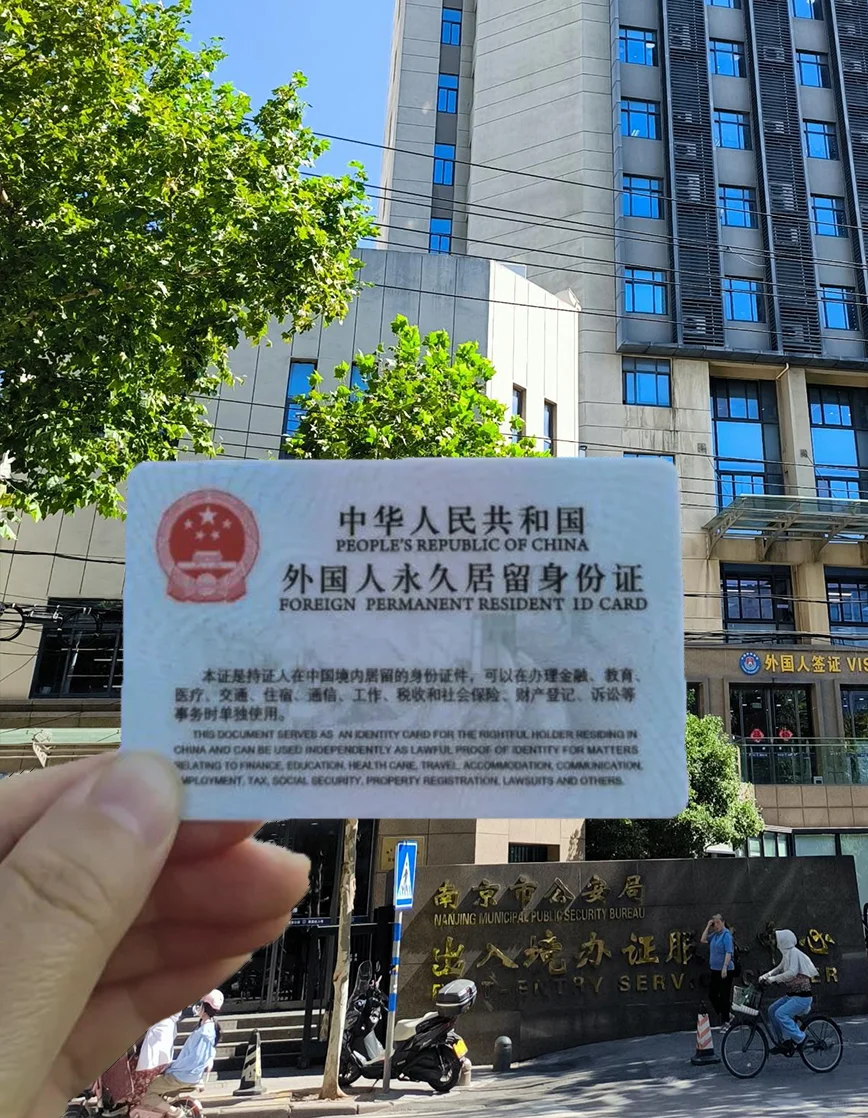 中华人民共和国
PEOPLE'S REPUBLIC OF CHINA
外国人永久居留身份证
FOREIGN PERMANENT RESIDENT ID CARD
本证是持证人在中国境内居留的身份证件，可以在办理金融、教育、
医疗、交通、住宿、通信、工作、税收和社会保险、财产登记、诉讼等
事务时单独使用。
THIS DOCUMENT SERVES AS AN IDENTITY CARD FOR THE RIGHTFUL HOLDER RESIDING IN
CHINA AND CAN BE USED INDEPENDENTLY AS LAWFUL PROOF OF IDENTITY FOR MATTERS
RELATING TO FINANCE, EDUCATION, HEALTH CARE, TRAVEL, ACCOMMODATION, COMMUNICATION,
EMPLOYMENT, TAX, SOCIAL SECURITY, PROPERTY REGISTRATION, LAWSUITS AND OTHERS.
外国人签证 VIS
南京市公安局
NANJING MUNICIPAL PUBLIC SECURITY BUREAU
出入境办证服
ENTRY SERV